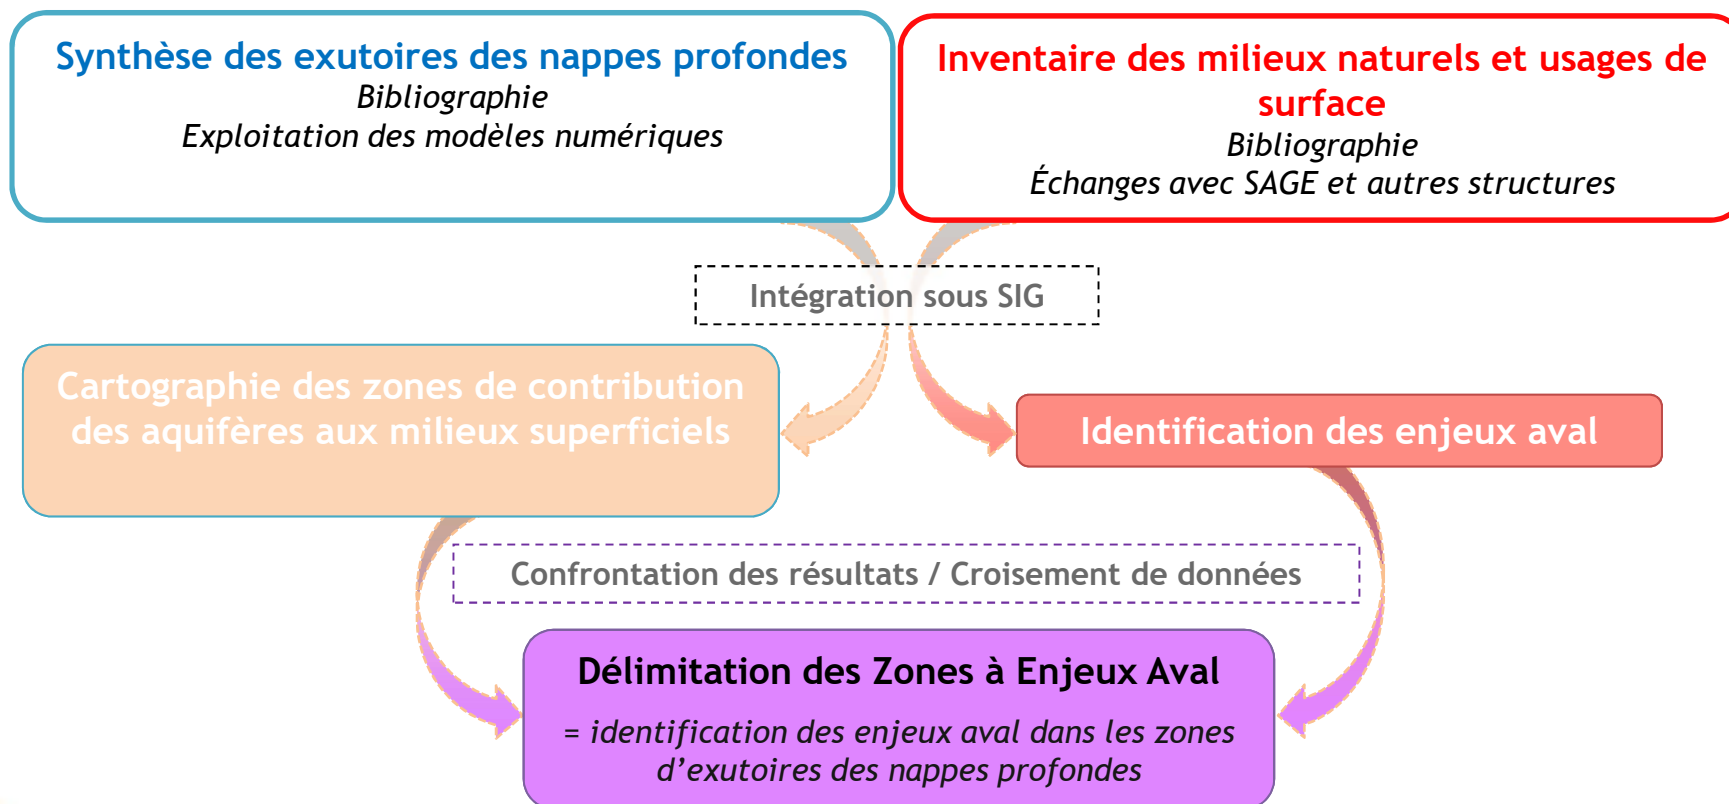 Synthèse des exutoires des nappes profondes
Bibliographie
Exploitation des modèles numériques
Inventaire des milieux naturels et usages de
surface
Bibliographie
Échanges avec SAGE et autres structures
Intégration sous SIG
Cartographie des zones de contribution
des aquifères aux milieux superficiels
Identification des enjeux aval
Confrontation des résultats / Croisement de données
Délimitation des Zones à Enjeux Aval
= identification des enjeux aval dans les zones
d’exutoires des nappes profondes